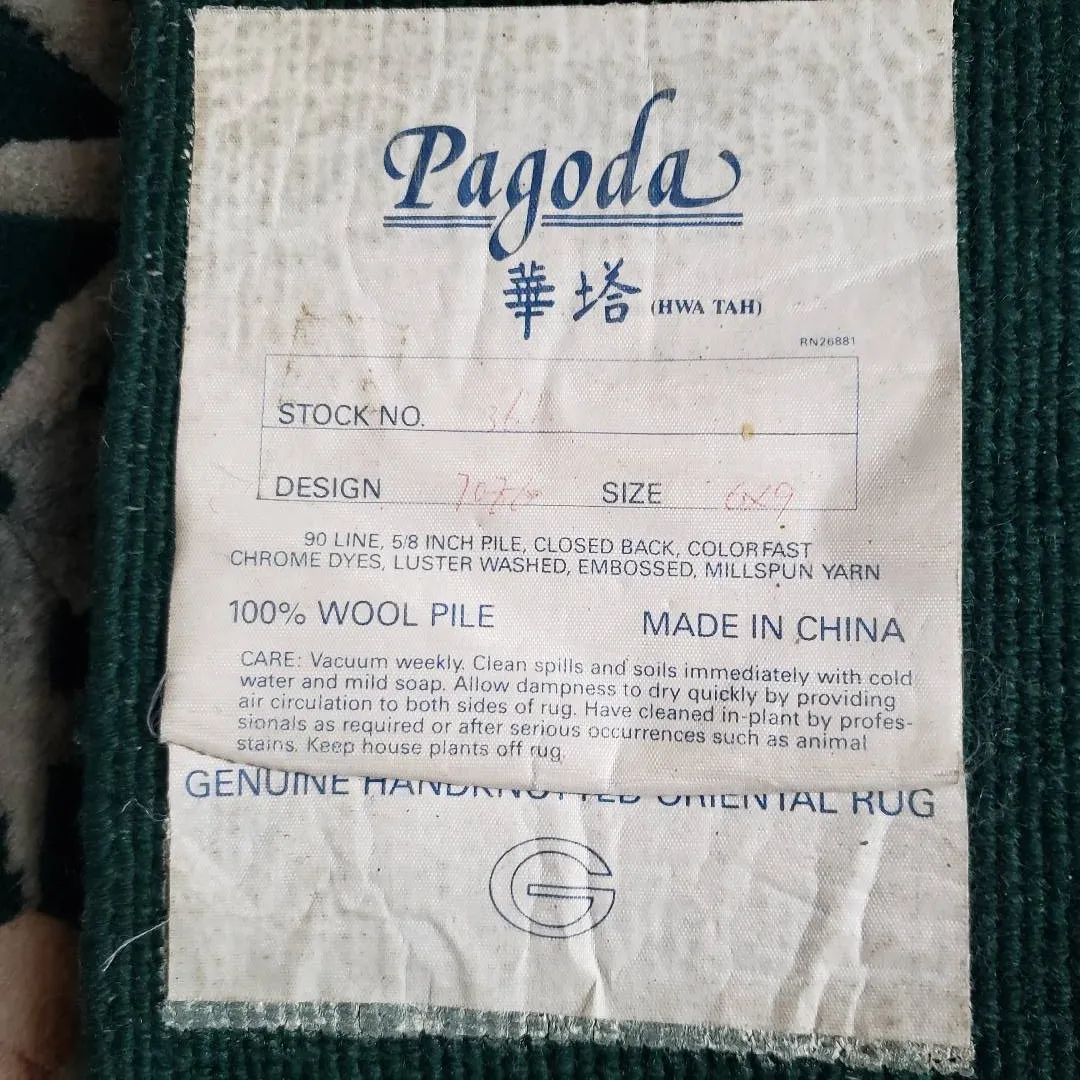 Pagoda
華塔 (HWA TAH)
RN26881
STOCK NO.
DESIGN SIZE 6x9
90 LINE, 5/8 INCH PILE, CLOSED BACK, COLORFAST
CHROME DYES, LUSTER WASHED, EMBOSSED, MILLSPUN YARN
100% WOOL PILE MADE IN CHINA
CARE: Vacuum weekly. Clean spills and soils immediately with cold
water and mild soap. Allow dampness to dry quickly by providing
air circulation to both sides of rug. Have cleaned in-plant by profes-
sionals as required or after serious occurrences such as animal
stains. Keep house plants off rug.
GENUINE HANDKNOTTED ORIENTAL RUG
G